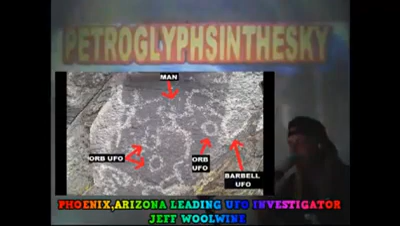 PETROGLYPHSINTHESKY
MAN
ORB UFO
ORB
UFO
BARBELL
UFO
PHOENIX,ARIZONA LEADING UFO INVESTIGATOR
JEFF WOOLWINE